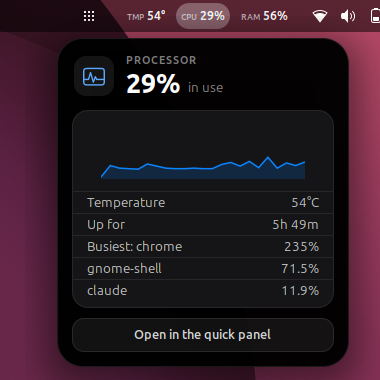 TMP 54° CPU 29% RAM 56%
PROCESSOR
29% in use
Temperature 54°C
Up for 5h 49m
Busiest: chrome 235%
gnome-shell 71.5%
claude 11.9%
Open in the quick panel